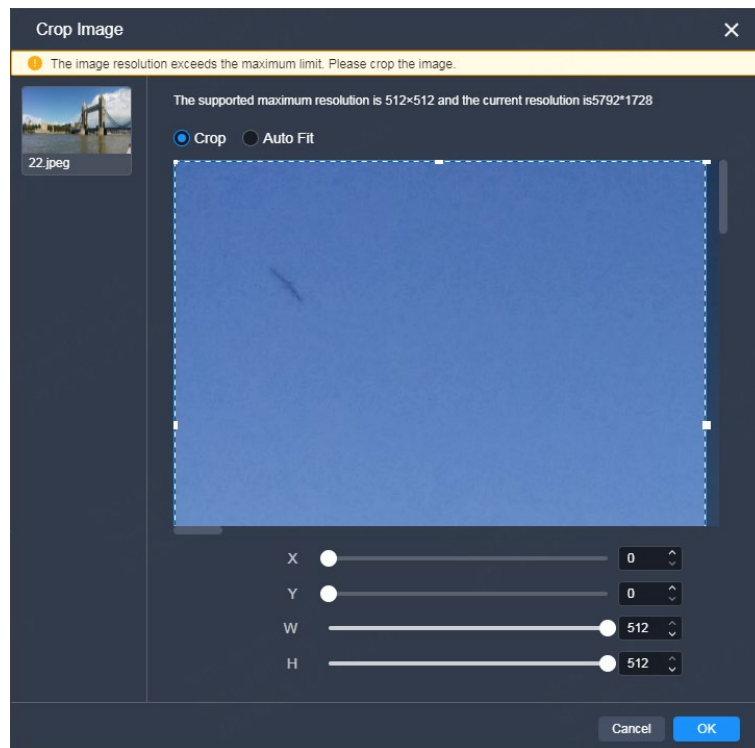 Crop Image
The image resolution exceeds the maximum limit. Please crop the image.
The supported maximum resolution is 512×512 and the current resolution is5792*1728
Crop Auto Fit
22.jpeg
X 0
Y 0
W 512
H 512
Cancel OK